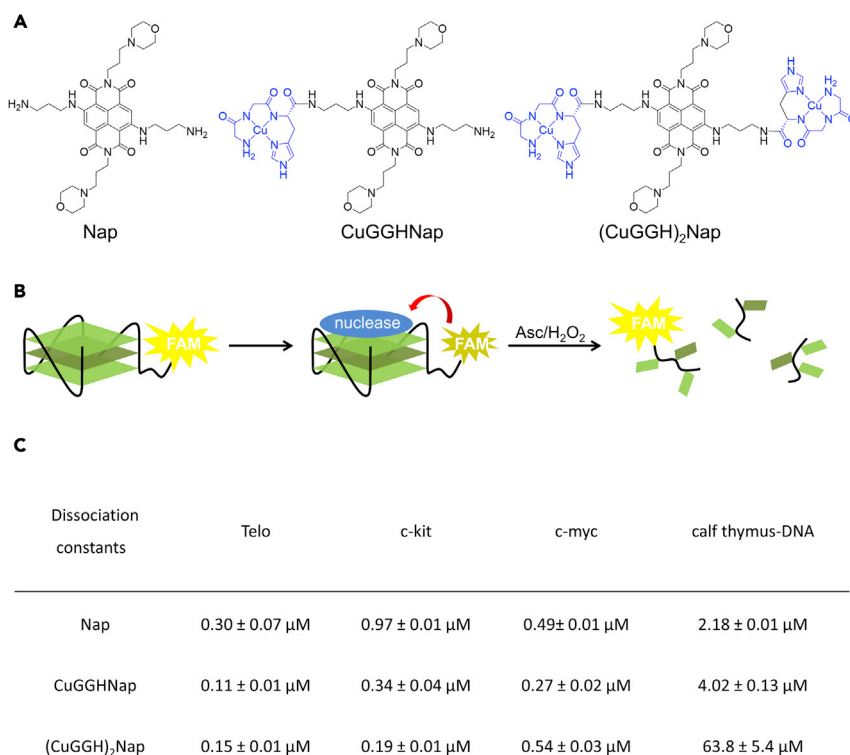 A
Nap
CuGGHNap
(CuGGH)₂Nap
B
FAM
nuclease
FAM
Asc/H₂O₂
FAM
C
Dissociation
constants
Telo
c-kit
c-myc
calf thymus-DNA
Nap
0.30 ± 0.07 μM
0.97 ± 0.01 μM
0.49± 0.01 μM
2.18 ± 0.01 μM
CuGGHNap
0.11 ± 0.01 μM
0.34 ± 0.04 μM
0.27 ± 0.02 μM
4.02 ± 0.13 μM
(CuGGH)₂Nap
0.15 ± 0.01 μM
0.19 ± 0.01 μM
0.54 ± 0.03 μM
63.8 ± 5.4 μM